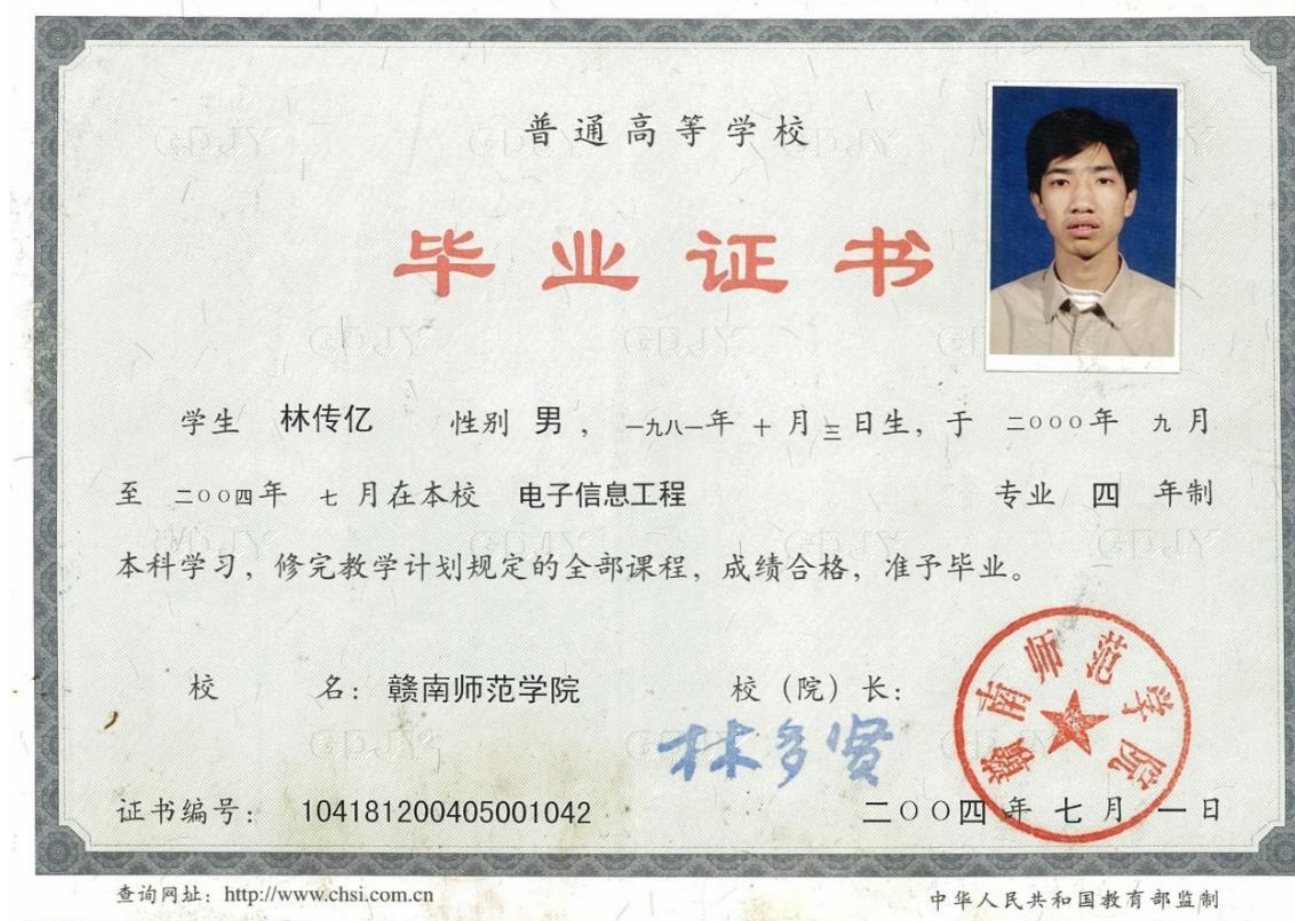 普通高等学校
毕业证书
学生 林传亿 性别 男 ， 一九八一年 十 月 三 日生，于 二○○○年 九 月
至 二○○四年 七 月在本校 电子信息工程 专业 四 年制
本科学习，修完教学计划规定的全部课程，成绩合格，准予毕业。
校 名：赣南师范学院 校（院）长：
林多贤
赣南师范学院
证书编号： 104181200405001042 二○○四年 七 月 一 日
查询网址：http://www.chsi.com.cn 中华人民共和国教育部监制